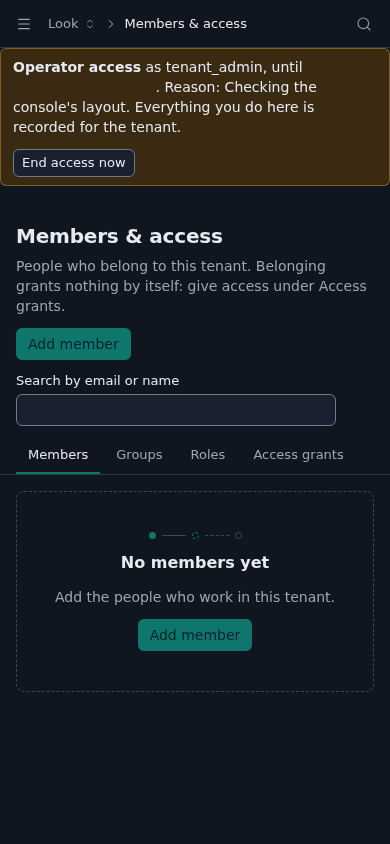 Look
Members & access
Operator access as tenant_admin, until
. Reason: Checking the
console's layout. Everything you do here is
recorded for the tenant.
End access now
Members & access
People who belong to this tenant. Belonging
grants nothing by itself: give access under Access
grants.
Add member
Search by email or name
Members Groups Roles Access grants
No members yet
Add the people who work in this tenant.
Add member